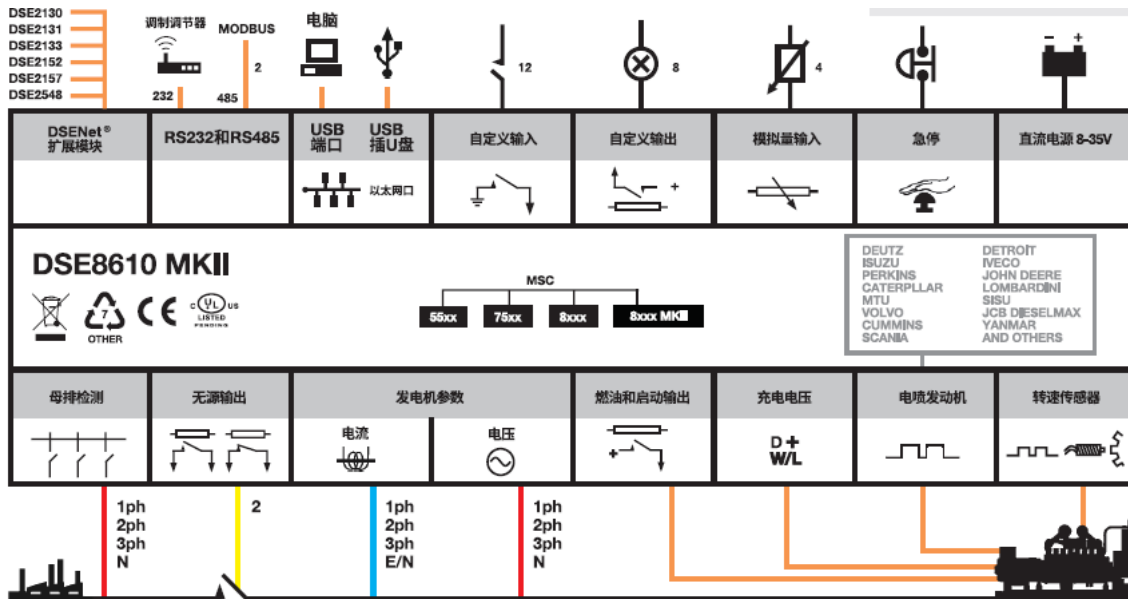 DSE2130
DSE2131
DSE2133
DSE2152
DSE2157
DSE2548
调制调节器
MODBUS
电脑
2
12
8
4
- +
232
485
DSENet®
扩展模块
RS232和RS485
USB
端口
USB
插U盘
自定义输入
自定义输出
模拟量输入
急停
直流电源 8-35V
以太网口
+
DSE8610 MKII
7
OTHER
CE
c UL us
LISTED
PENDING
MSC
55xx
75xx
8xxx
8xxx MKII
DEUTZ
ISUZU
PERKINS
CATERPLLAR
MTU
VOLVO
CUMMINS
SCANIA
DETROIT
IVECO
JOHN DEERE
LOMBARDINI
SISU
JCB DIESELMAX
YANMAR
AND OTHERS
母排检测
无源输出
发电机参数
燃油和启动输出
充电电压
电喷发动机
转速传感器
电流
电压
+
D+
W/L
1ph
2ph
3ph
N
2
1ph
2ph
3ph
E/N
1ph
2ph
3ph
N